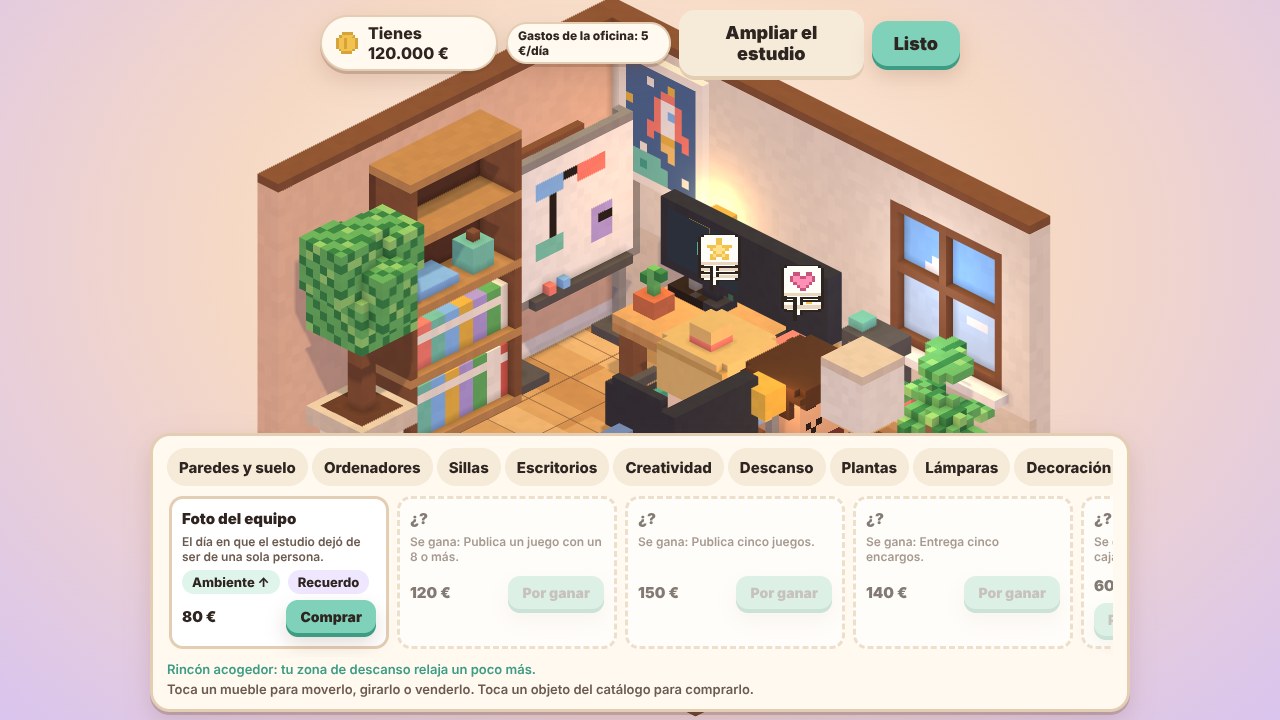 Tienes
120.000 €
Gastos de la oficina: 5
€/día
Ampliar el
estudio
Listo
Paredes y suelo
Ordenadores
Sillas
Escritorios
Creatividad
Descanso
Plantas
Lámparas
Decoración
Foto del equipo
El día en que el estudio dejó de
ser de una sola persona.
Ambiente ↑
Recuerdo
80 €
Comprar
¿?
Se gana: Publica un juego con un
8 o más.
120 €
Por ganar
¿?
Se gana: Publica cinco juegos.
150 €
Por ganar
¿?
Se gana: Entrega cinco
encargos.
140 €
Por ganar
¿?
Se
60
Rincón acogedor: tu zona de descanso relaja un poco más.
Toca un mueble para moverlo, girarlo o venderlo. Toca un objeto del catálogo para comprarlo.